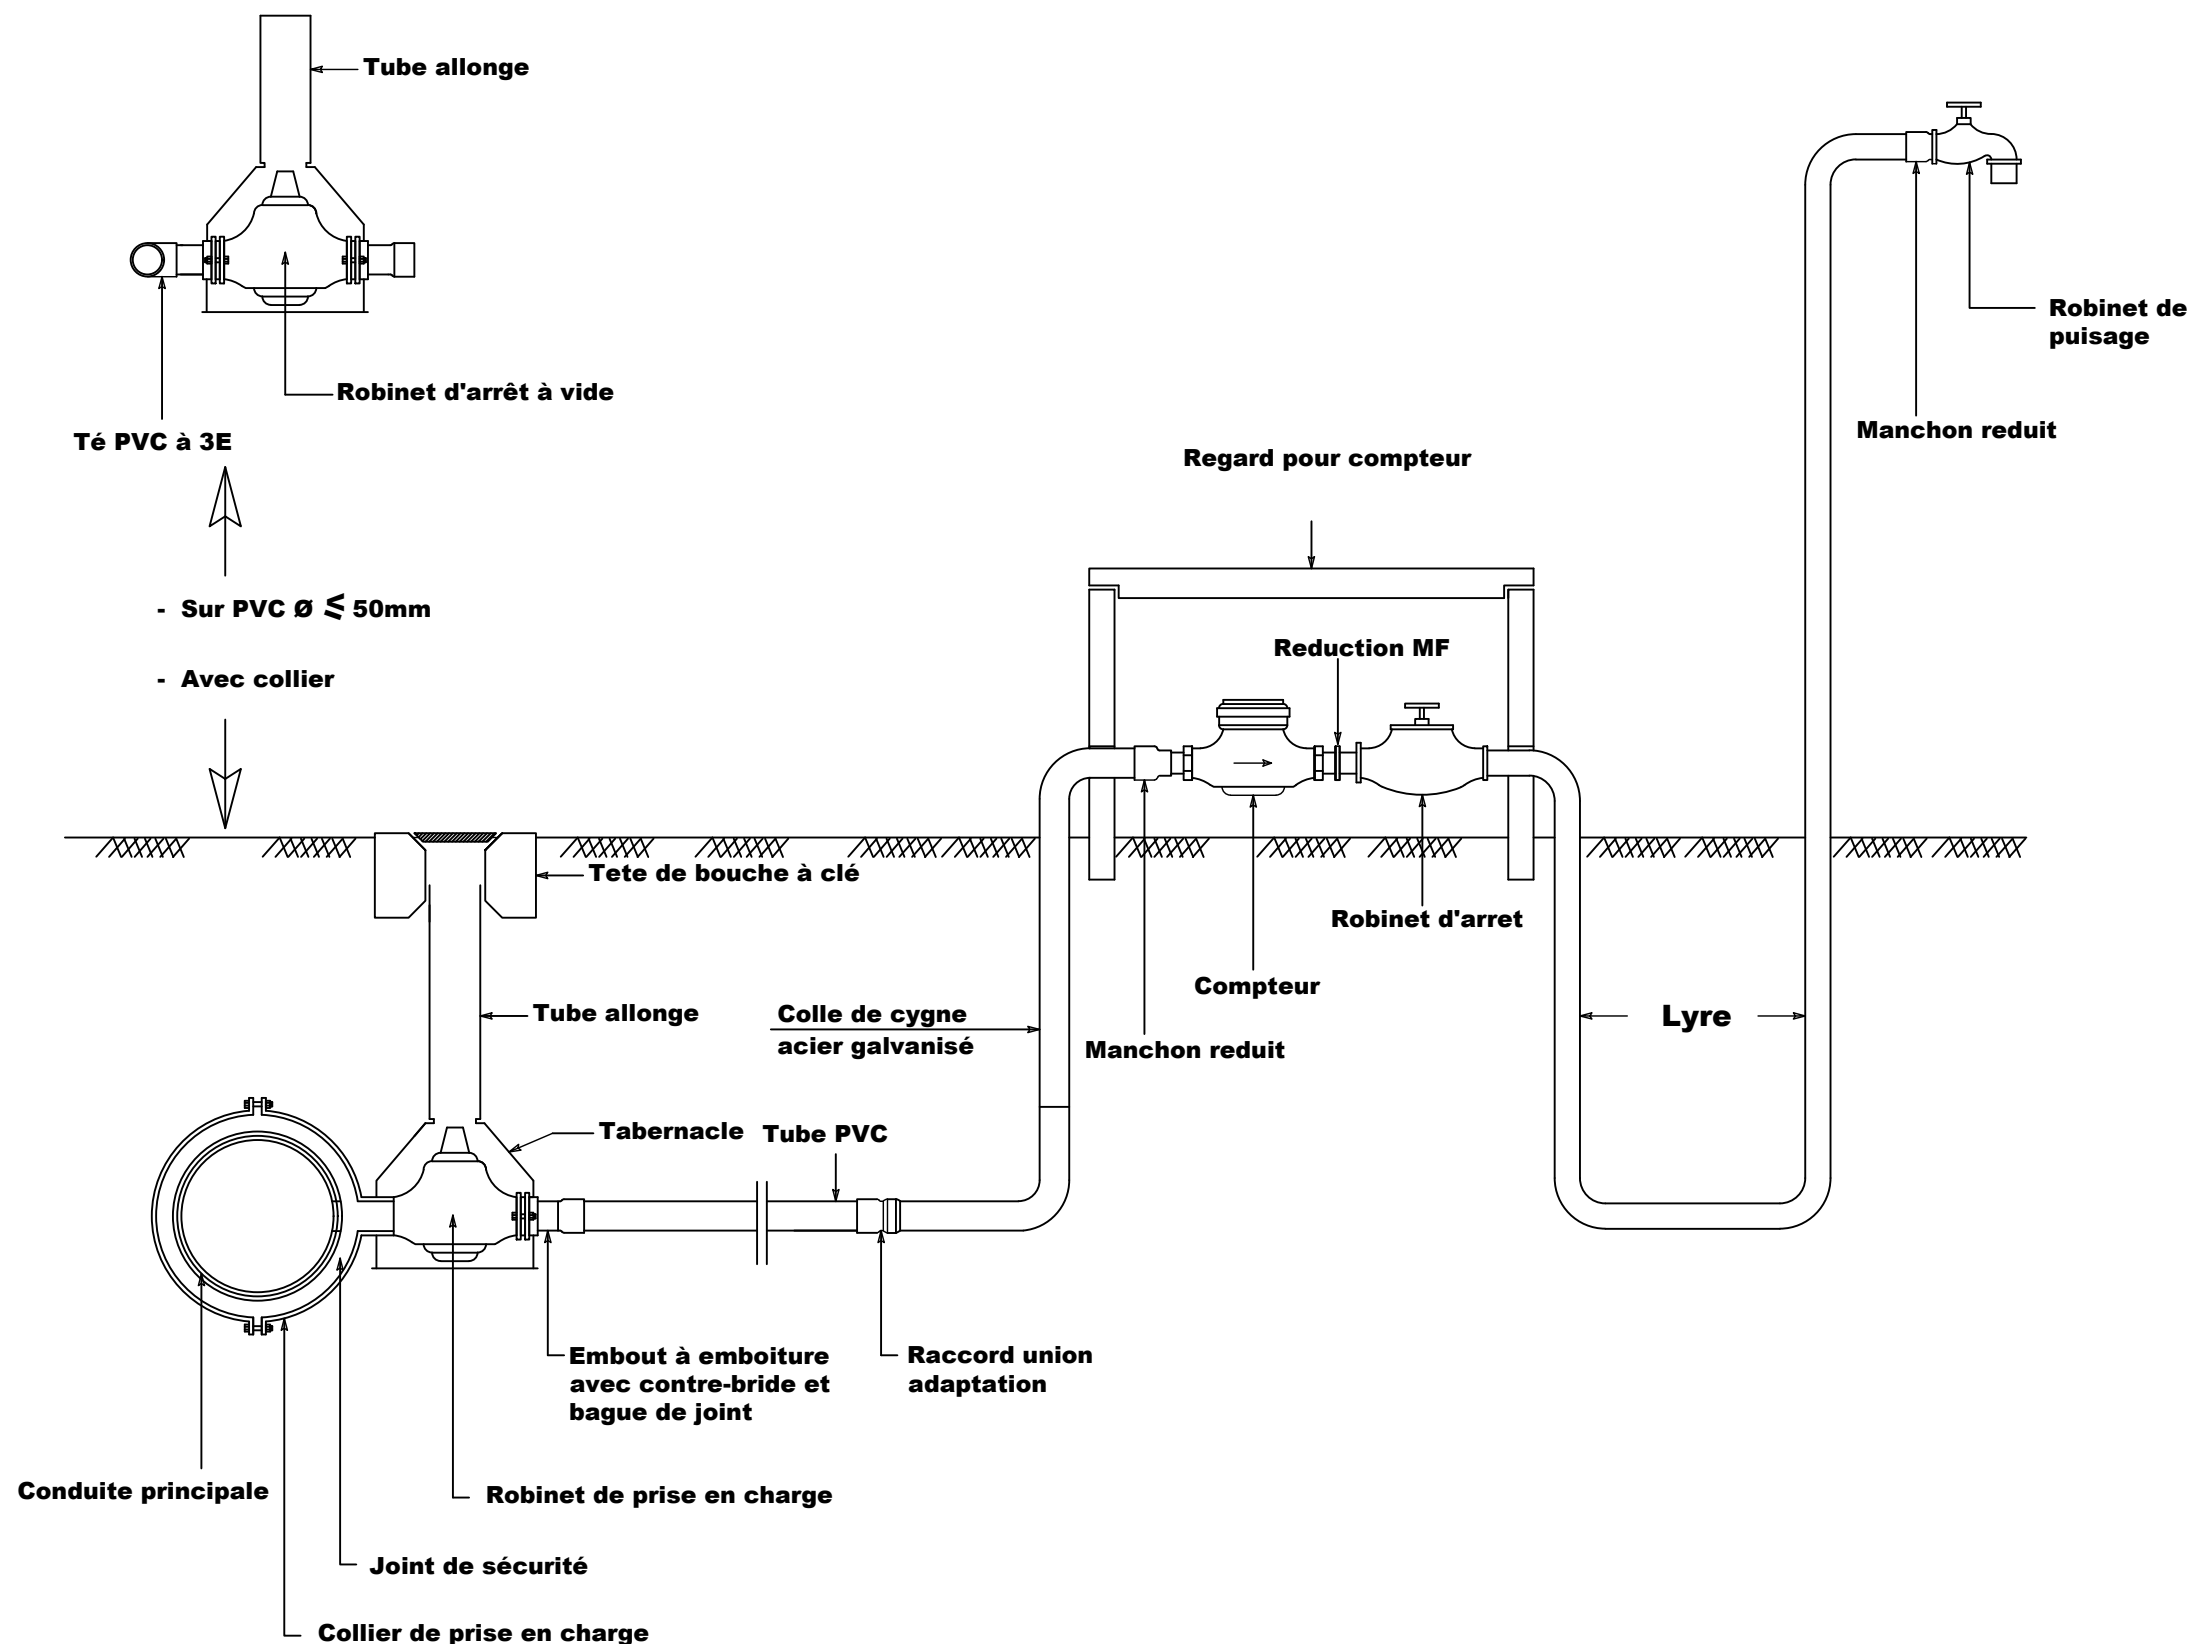 Tube allonge
Robinet d'arrêt à vide
Té PVC à 3E
- Sur PVC Ø ≤ 50mm
- Avec collier
Robinet de
puisage
Manchon reduit
Regard pour compteur
Reduction MF
Tete de bouche à clé
Robinet d'arret
Compteur
Tube allonge
Colle de cygne
acier galvanisé
Manchon reduit
Lyre
Tabernacle
Tube PVC
Embout à emboiture
avec contre-bride et
bague de joint
Raccord union
adaptation
Conduite principale
Robinet de prise en charge
Joint de sécurité
Collier de prise en charge